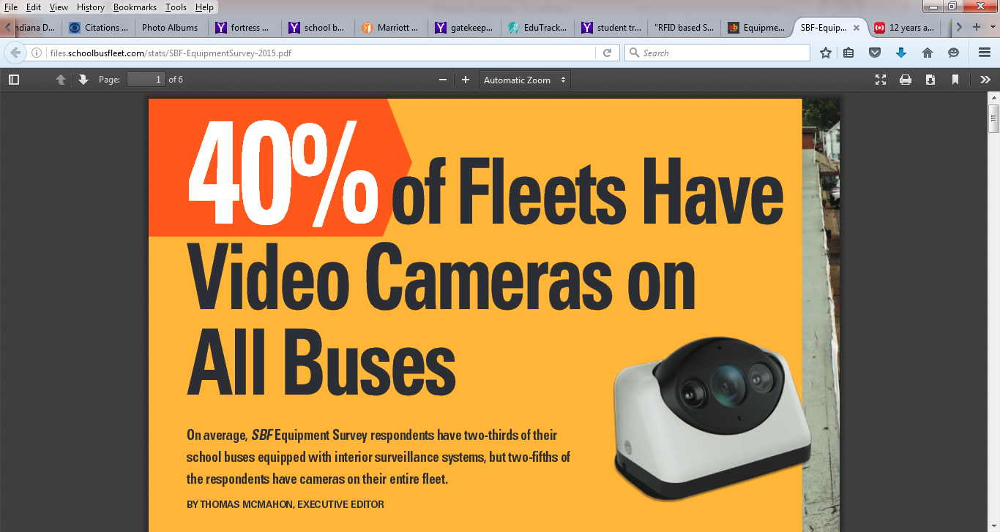 File Edit View History Bookmarks Tools Help
ndiana D... Citations ... Photo Albums fortress ... school b... Marriott ... gatekeep... EduTrack... student tr... "RFID based S... Equipme... SBF-Equip... × 12 years a...
files.schoolbusfleet.com/stats/SBF-EquipmentSurvey-2015.pdf Search
Page: 1 of 6 Automatic Zoom
40% of Fleets Have
Video Cameras on
All Buses
On average, SBF Equipment Survey respondents have two-thirds of their
school buses equipped with interior surveillance systems, but two-fifths of
the respondents have cameras on their entire fleet.
BY THOMAS MCMAHON, EXECUTIVE EDITOR